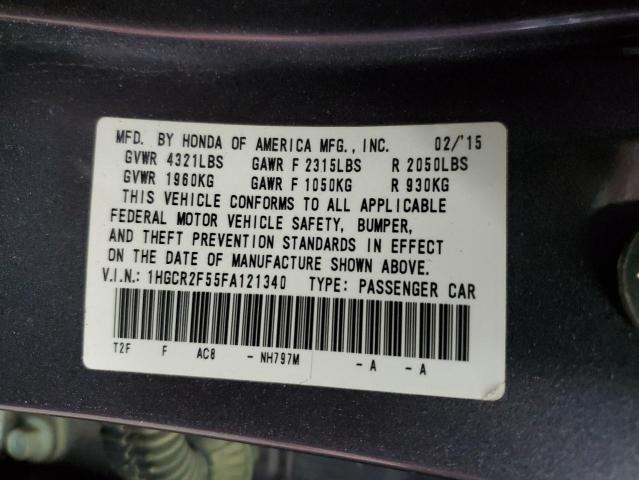 MFD. BY HONDA OF AMERICA MFG., INC. 02/'15
GVWR 4321LBS GAWR F 2315LBS R 2050LBS
GVWR 1960KG GAWR F 1050KG R 930KG
THIS VEHICLE CONFORMS TO ALL APPLICABLE
FEDERAL MOTOR VEHICLE SAFETY, BUMPER,
AND THEFT PREVENTION STANDARDS IN EFFECT
ON THE DATE OF MANUFACTURE SHOWN ABOVE.
V.I.N.: 1HGCR2F55FA121340 TYPE: PASSENGER CAR
T2F F AC8 - NH797M - A - A